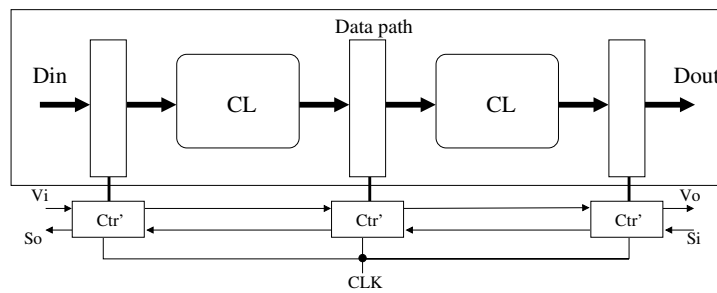 Data path
Din
CL
CL
Dout
Vi
Vo
Ctr’
Ctr’
Ctr’
So
Si
CLK